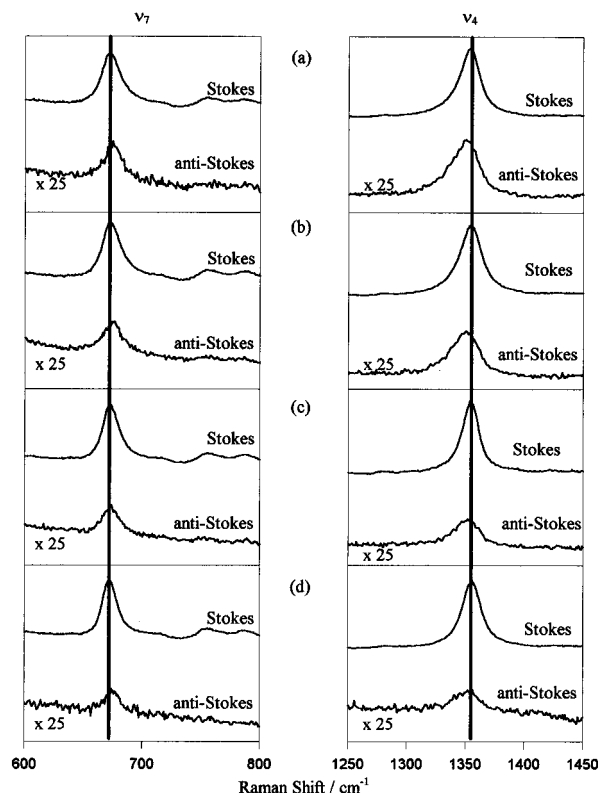 ν₇ ν₄
(a)
Stokes Stokes
anti-Stokes anti-Stokes
x 25 x 25
(b)
Stokes Stokes
anti-Stokes anti-Stokes
x 25 x 25
(c)
Stokes Stokes
anti-Stokes anti-Stokes
x 25 x 25
(d)
Stokes Stokes
anti-Stokes anti-Stokes
x 25 x 25
600 700 800 1250 1300 1350 1400 1450
Raman Shift / cm⁻¹